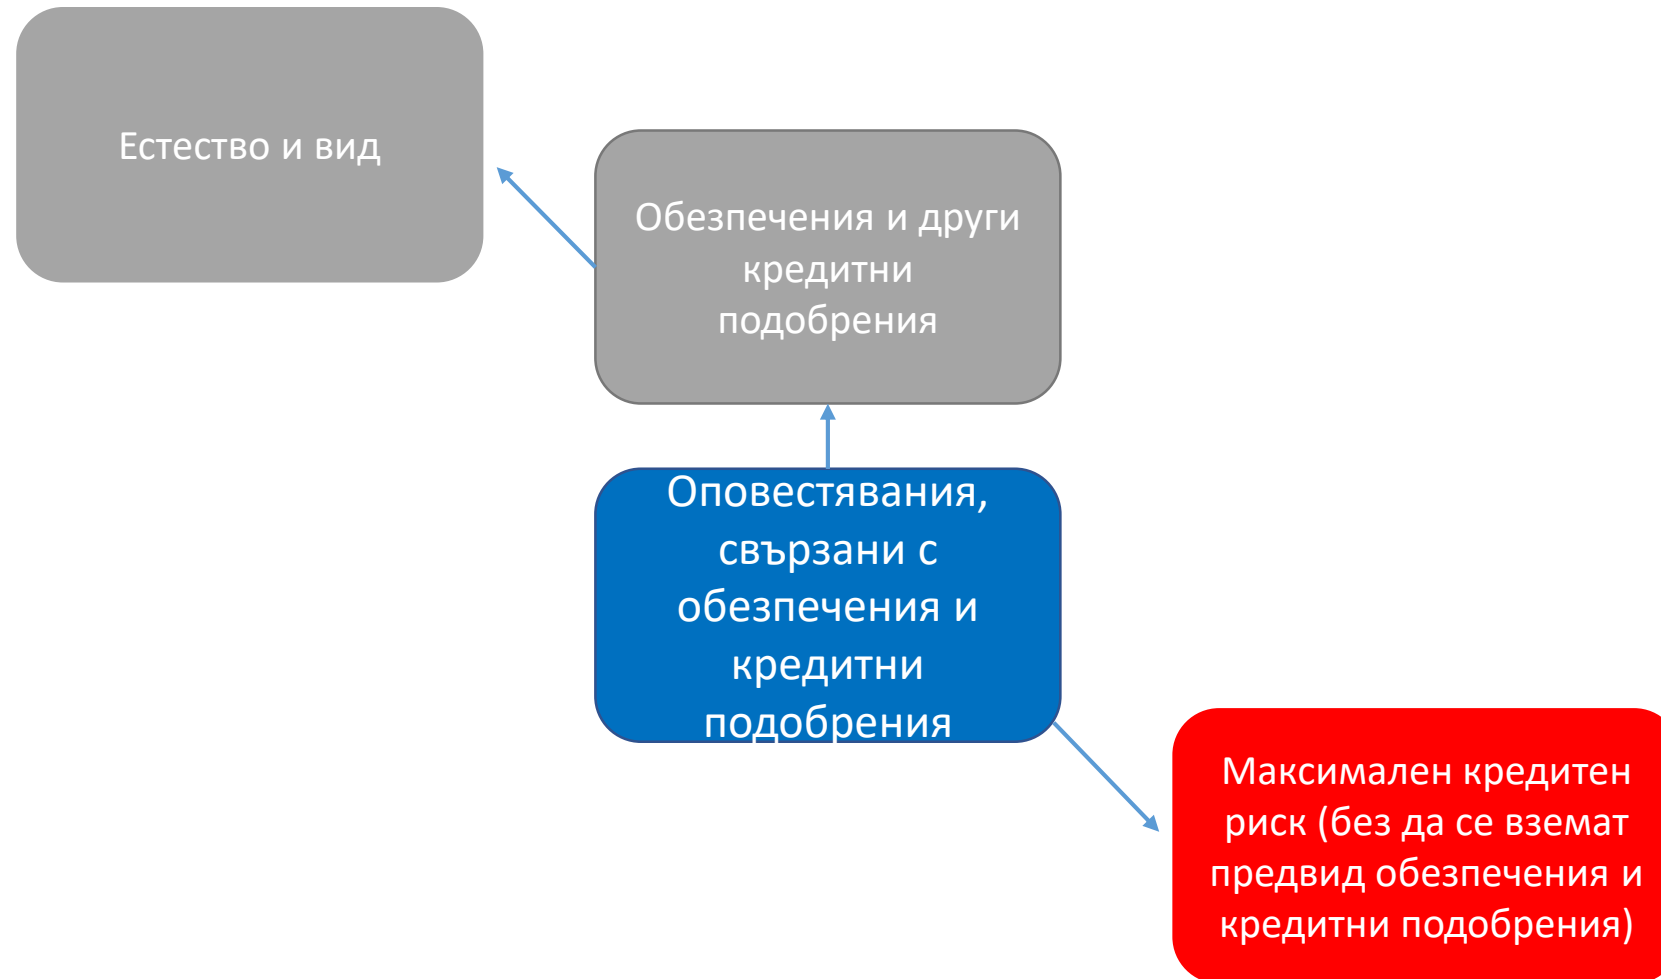 Естество и вид
Обезпечения и други
кредитни
подобрения
Оповестявания,
свързани с
обезпечения и
кредитни
подобрения
Максимален кредитен
риск (без да се вземат
предвид обезпечения и
кредитни подобрения)